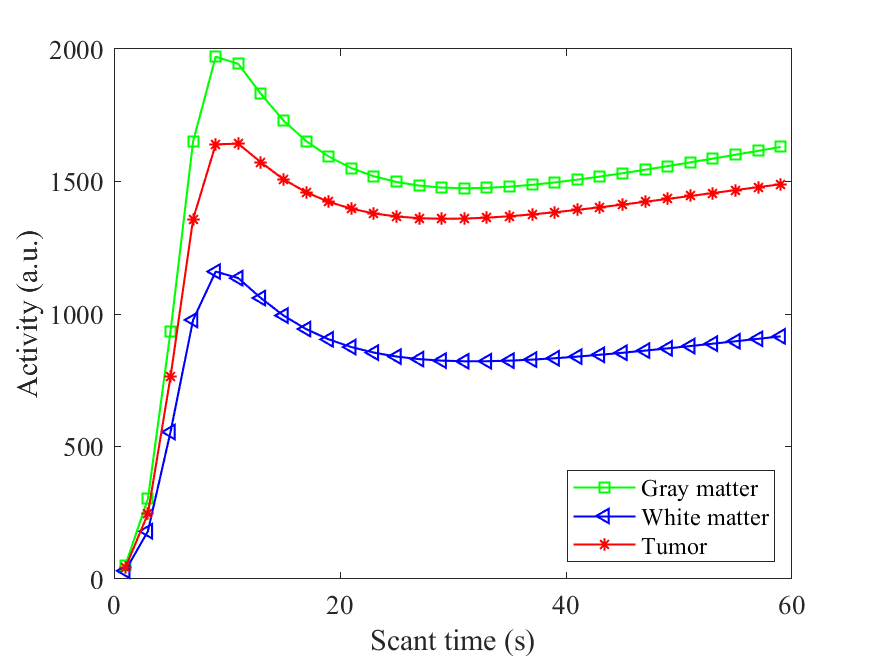 2000
1500
1000
500
0
Activity (a.u.)
0
20
40
60
Scant time (s)
Gray matter
White matter
Tumor